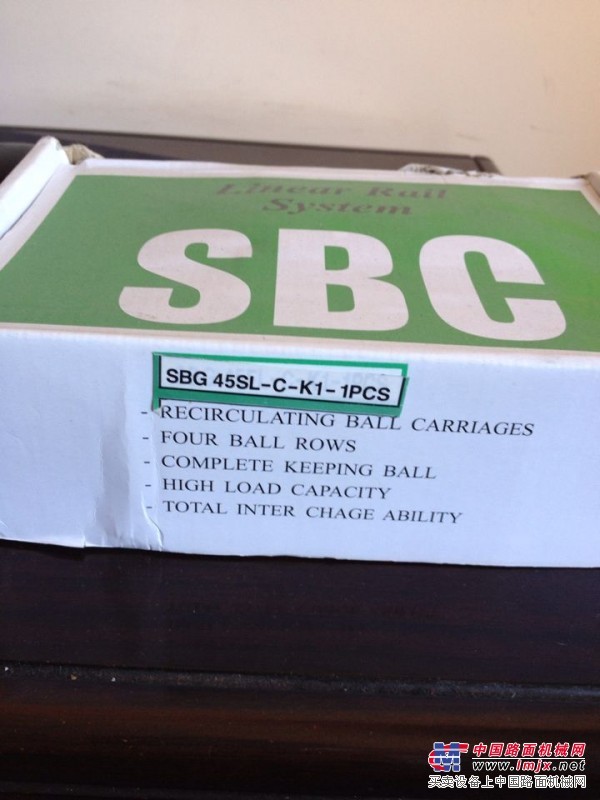 Linear Rail
System
SBC
SBG 45SL-C-K1-1PCS
- RECIRCULATING BALL CARRIAGES
- FOUR BALL ROWS
- COMPLETE KEEPING BALL
- HIGH LOAD CAPACITY
- TOTAL INTER CHAGE ABILITY
中国路面机械网
www.lmjx.net
买卖设备上中国路面机械网